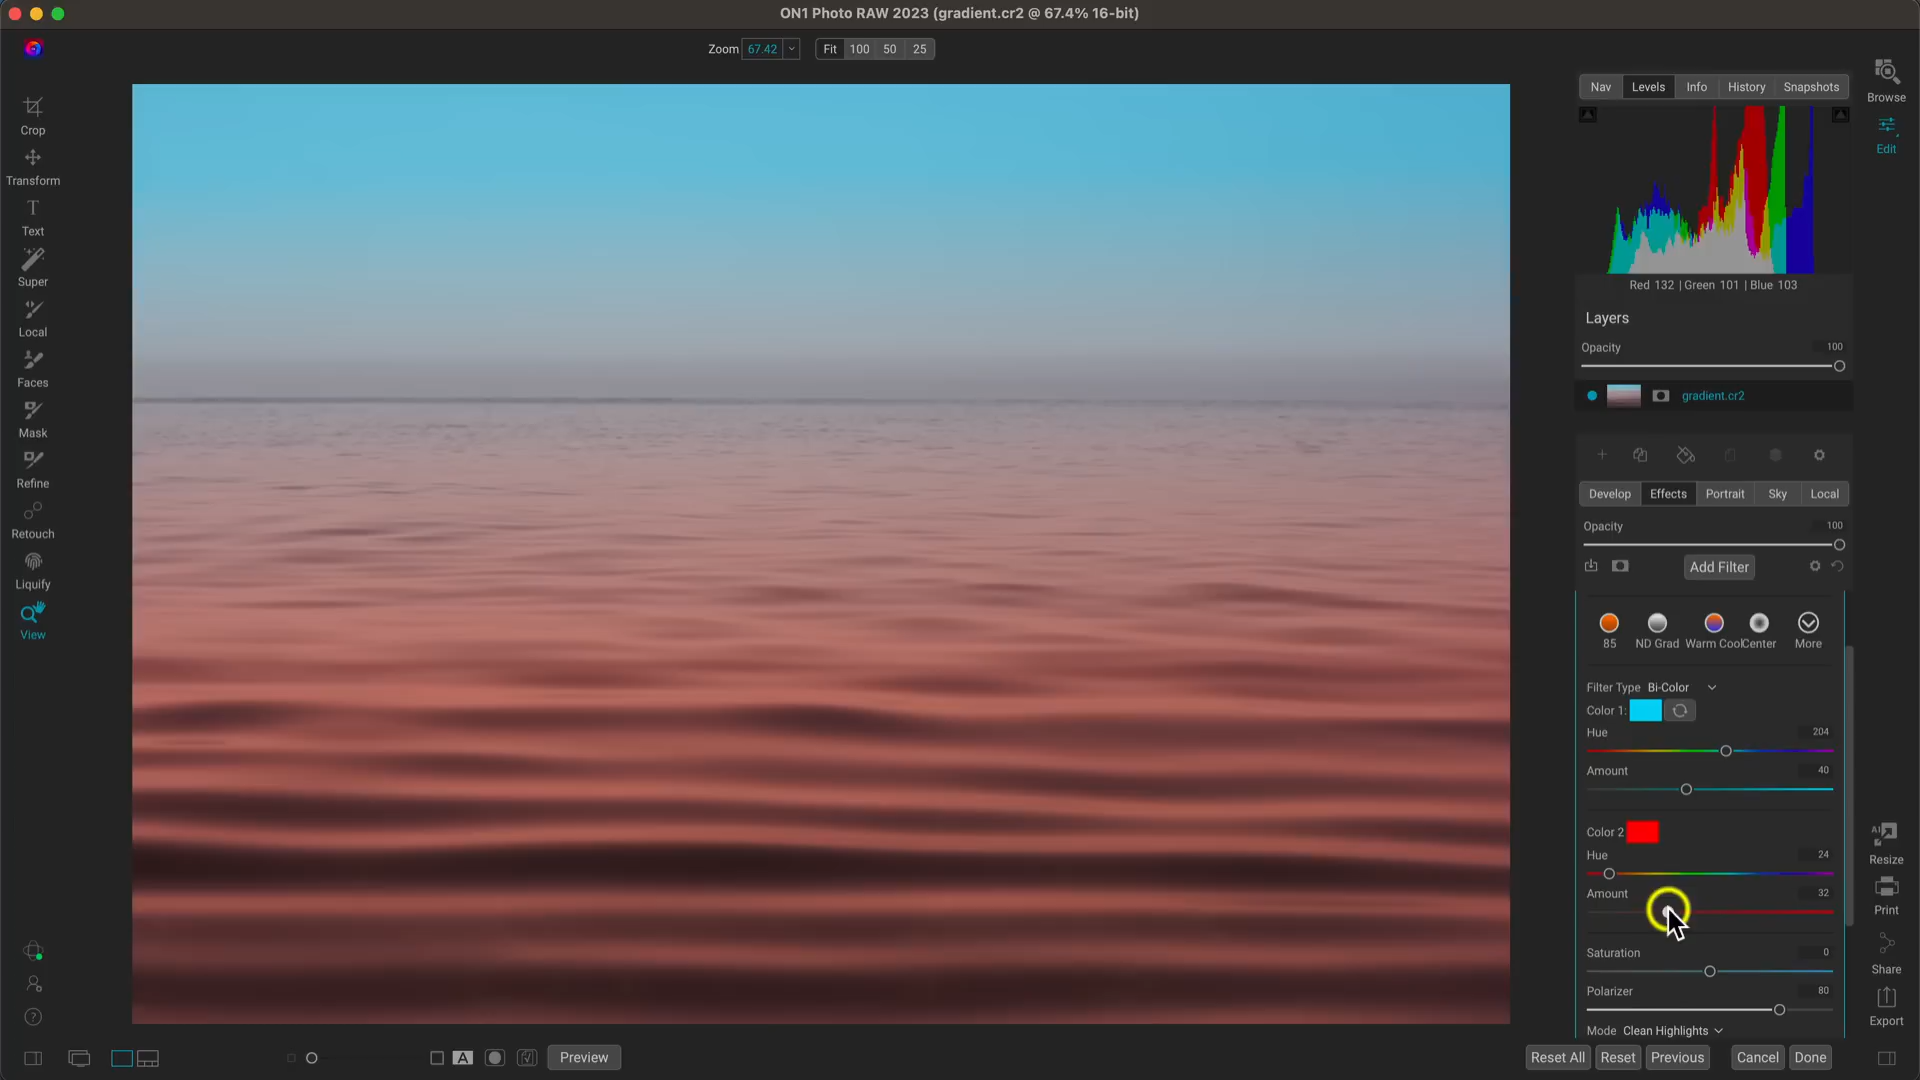 ON1 Photo RAW 2023 (gradient.cr2 @ 67.4% 16-bit)
Zoom 67.42 Fit 100 50 25
Crop
Transform
T
Text
Super
Local
Faces
Mask
Refine
Retouch
Liquify
View
?
A
Preview
Nav Levels Info History Snapshots
Red 132 | Green 101 | Blue 103
Layers
Opacity 100
gradient.cr2
Develop Effects Portrait Sky Local
Opacity 100
Add Filter
85 ND Grad Warm Cool Center More
Filter Type Bi-Color
Color 1:
Hue 204
Amount 40
Color 2
Hue 24
Amount 32
Saturation 0
Polarizer 80
Mode Clean Highlights
Reset All Reset Previous Cancel Done
Browse
Edit
AI
Resize
Print
Share
Export